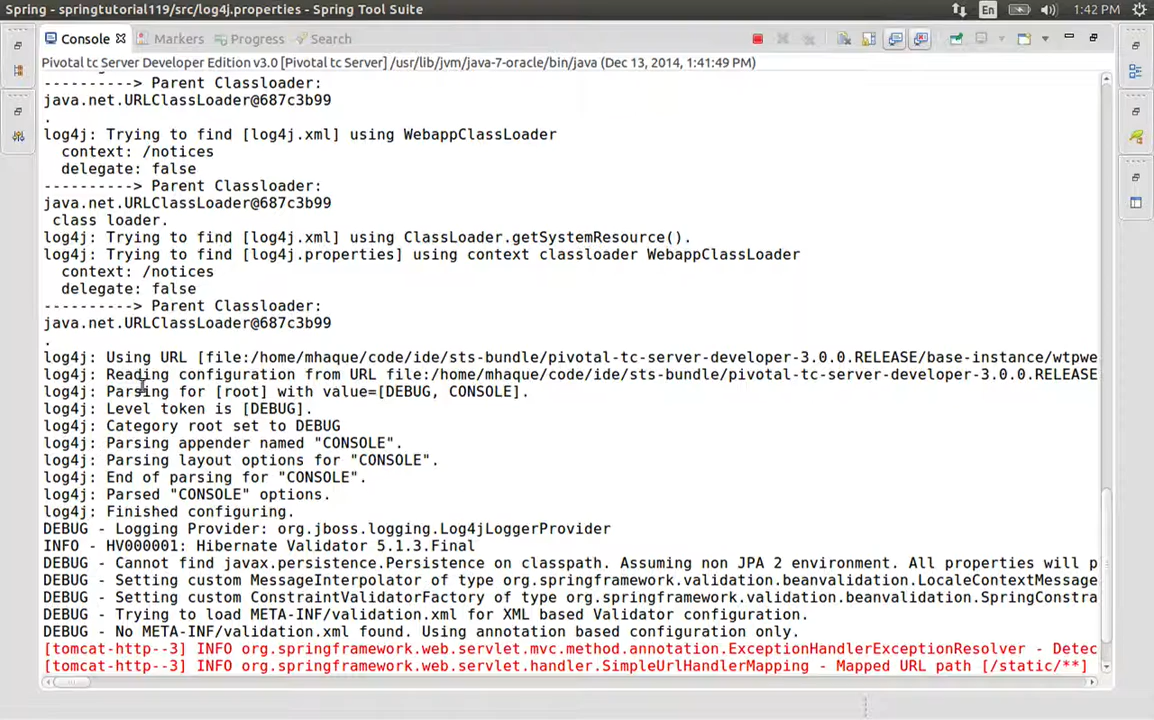 Spring - springtutorial119/src/log4j.properties - Spring Tool Suite
En
1:42 PM
Console
Markers
Progress
Search
Pivotal tc Server Developer Edition v3.0 [Pivotal tc Server] /usr/lib/jvm/java-7-oracle/bin/java (Dec 13, 2014, 1:41:49 PM)
----------> Parent Classloader:
java.net.URLClassLoader@687c3b99
.
log4j: Trying to find [log4j.xml] using WebappClassLoader
context: /notices
delegate: false
----------> Parent Classloader:
java.net.URLClassLoader@687c3b99
class loader.
log4j: Trying to find [log4j.xml] using ClassLoader.getSystemResource().
log4j: Trying to find [log4j.properties] using context classloader WebappClassLoader
context: /notices
delegate: false
----------> Parent Classloader:
java.net.URLClassLoader@687c3b99
.
log4j: Using URL [file:/home/mhaque/code/ide/sts-bundle/pivotal-tc-server-developer-3.0.0.RELEASE/base-instance/wtpwe
log4j: Reading configuration from URL file:/home/mhaque/code/ide/sts-bundle/pivotal-tc-server-developer-3.0.0.RELEASE
log4j: Parsing for [root] with value=[DEBUG, CONSOLE].
log4j: Level token is [DEBUG].
log4j: Category root set to DEBUG
log4j: Parsing appender named "CONSOLE".
log4j: Parsing layout options for "CONSOLE".
log4j: End of parsing for "CONSOLE".
log4j: Parsed "CONSOLE" options.
log4j: Finished configuring.
DEBUG - Logging Provider: org.jboss.logging.Log4jLoggerProvider
INFO - HV000001: Hibernate Validator 5.1.3.Final
DEBUG - Cannot find javax.persistence.Persistence on classpath. Assuming non JPA 2 environment. All properties will p
DEBUG - Setting custom MessageInterpolator of type org.springframework.validation.beanvalidation.LocaleContextMessage
DEBUG - Setting custom ConstraintValidatorFactory of type org.springframework.validation.beanvalidation.SpringConstra
DEBUG - Trying to load META-INF/validation.xml for XML based Validator configuration.
DEBUG - No META-INF/validation.xml found. Using annotation based configuration only.
[tomcat-http--3] INFO org.springframework.web.servlet.mvc.method.annotation.ExceptionHandlerExceptionResolver - Detec
[tomcat-http--3] INFO org.springframework.web.servlet.handler.SimpleUrlHandlerMapping - Mapped URL path [/static/**]